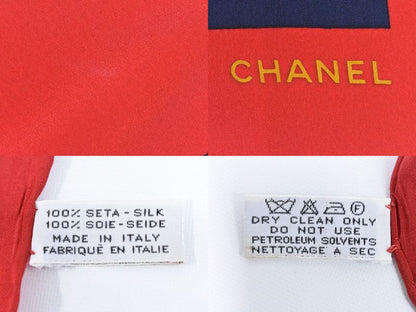 CHANEL
100% SETA - SILK
100% SOIE - SEIDE
MADE IN ITALY
FABRIQUÉ EN ITALIE
DRY CLEAN ONLY
DO NOT USE
PETROLEUM SOLVENTS
NETTOYAGE A SEC